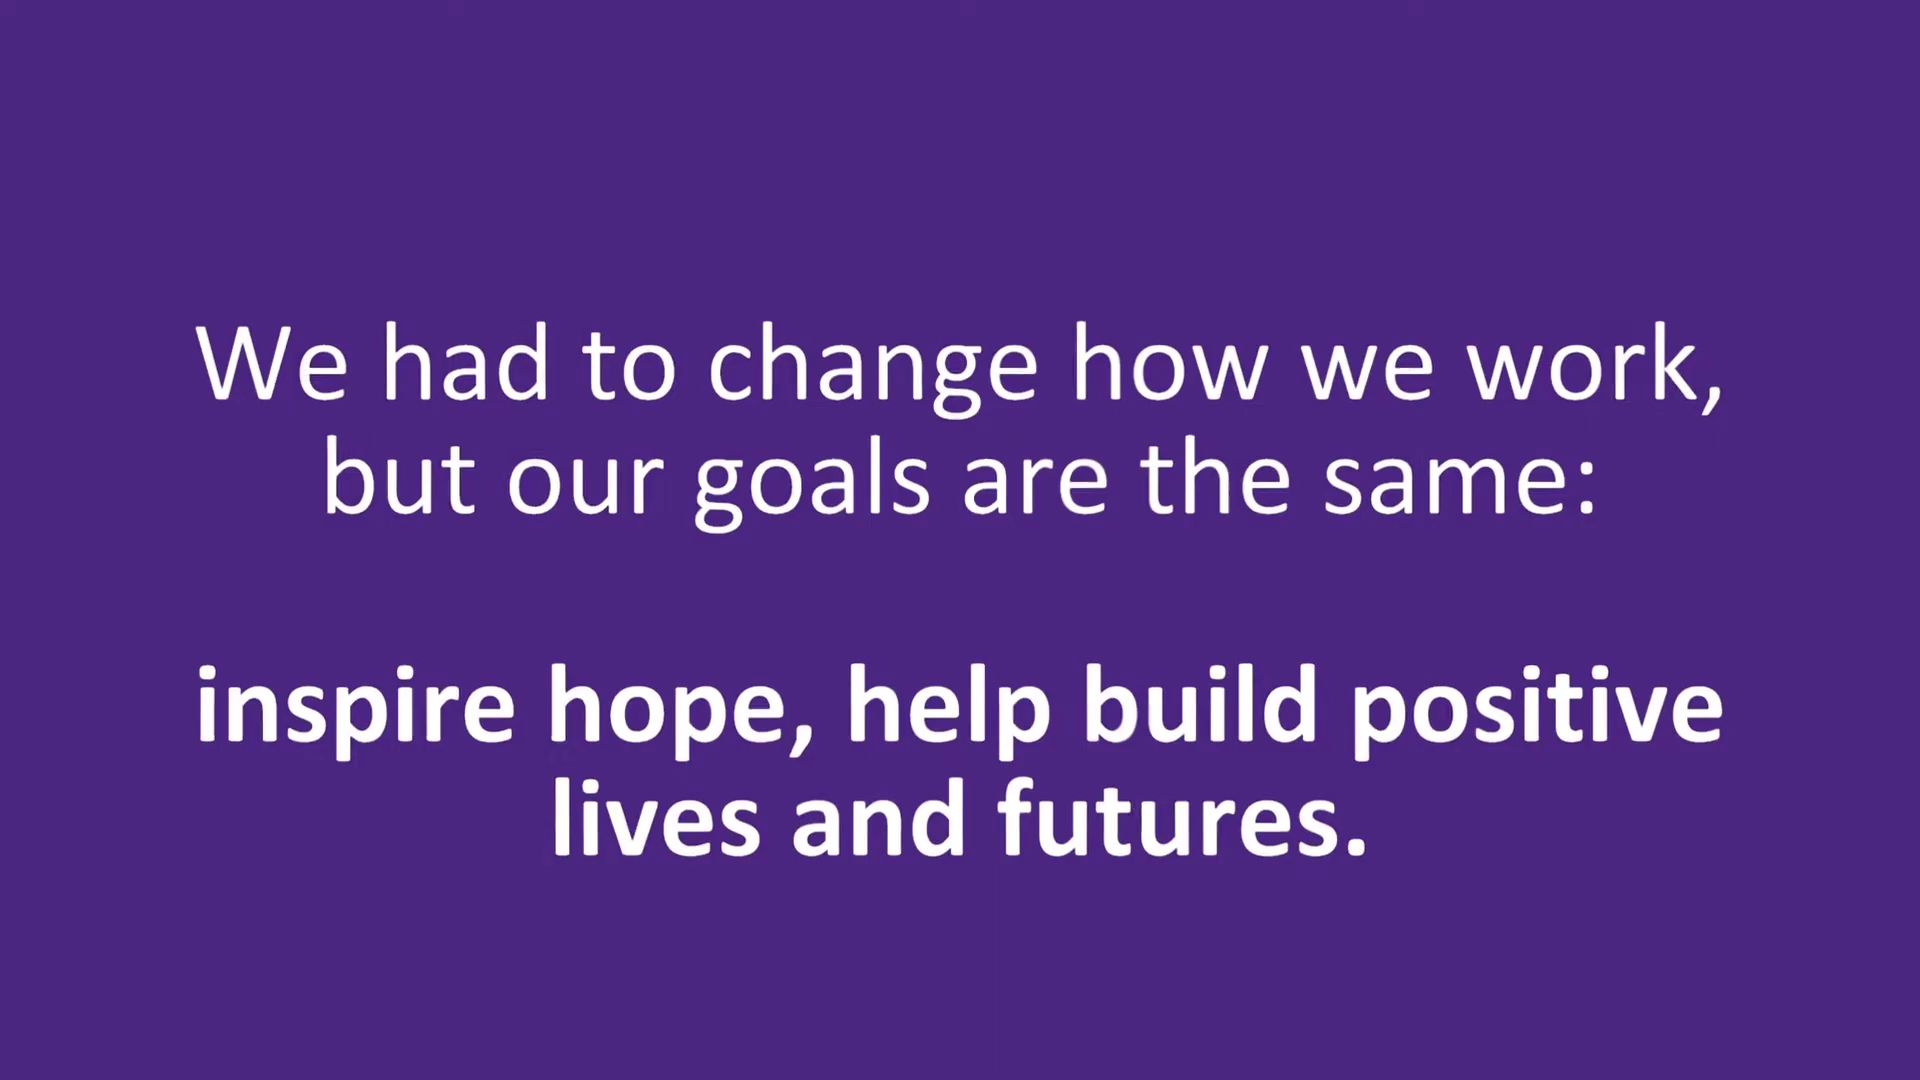 We had to change how we work,
but our goals are the same:
inspire hope, help build positive
lives and futures.